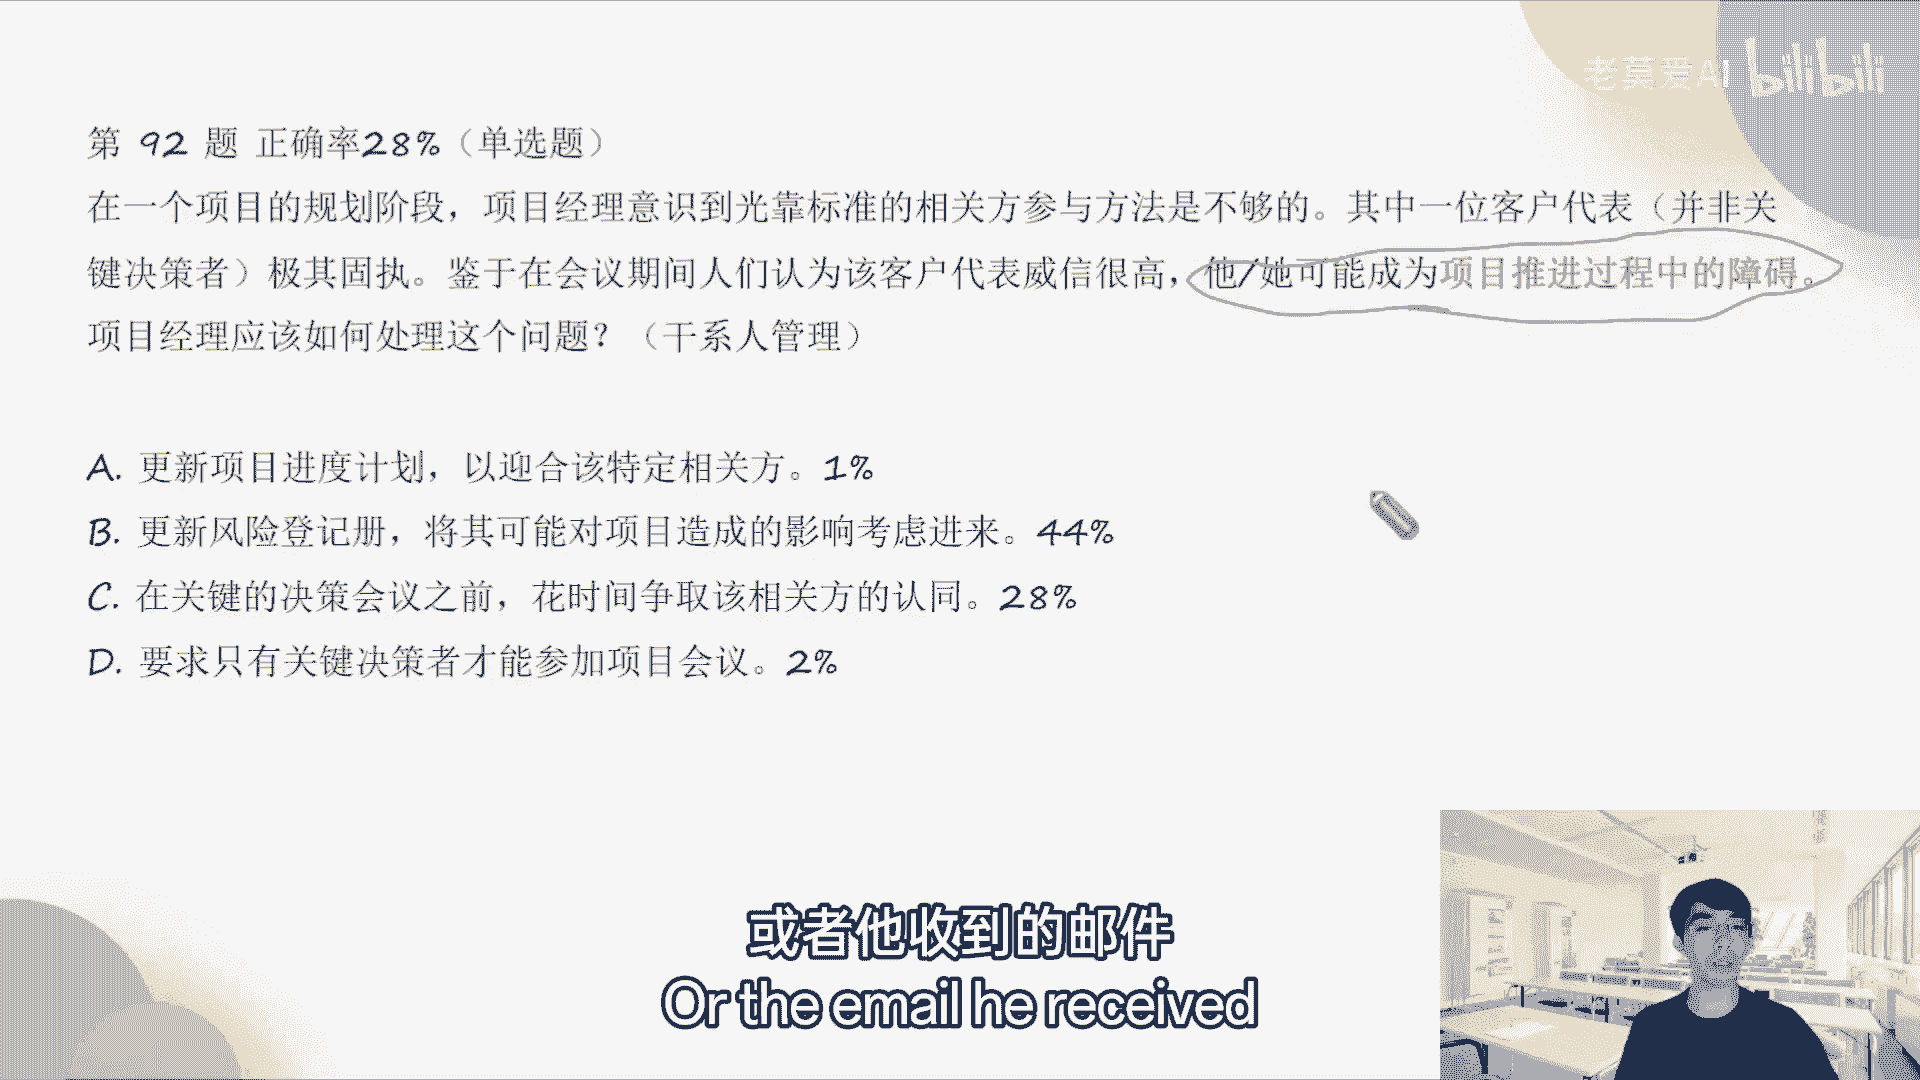 老莫爱AI bilibili
第 92 题 正确率28%（单选题）
在一个项目的规划阶段，项目经理意识到光靠标准的相关方参与方法是不够的。其中一位客户代表（并非关
键决策者）极其固执。鉴于在会议期间人们认为该客户代表威信很高，他/她可能成为项目推进过程中的障碍。
项目经理应该如何处理这个问题？（干系人管理）
A. 更新项目进度计划，以迎合该特定相关方。1%
B. 更新风险登记册，将其可能对项目造成的影响考虑进来。44%
C. 在关键的决策会议之前，花时间争取该相关方的认同。28%
D. 要求只有关键决策者才能参加项目会议。2%
或者他收到的邮件
Or the email he received